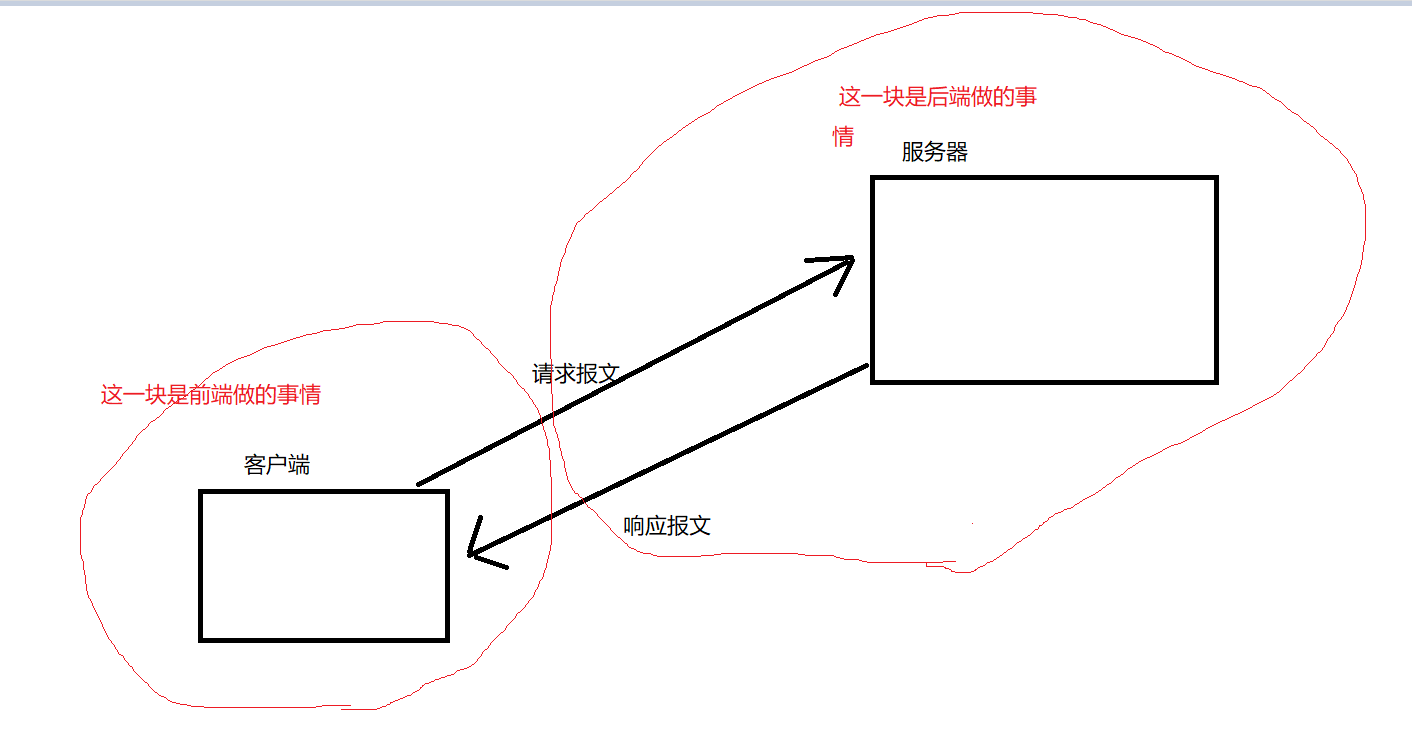 这一块是后端做的事
情
服务器
请求报文
这一块是前端做的事情
客户端
响应报文